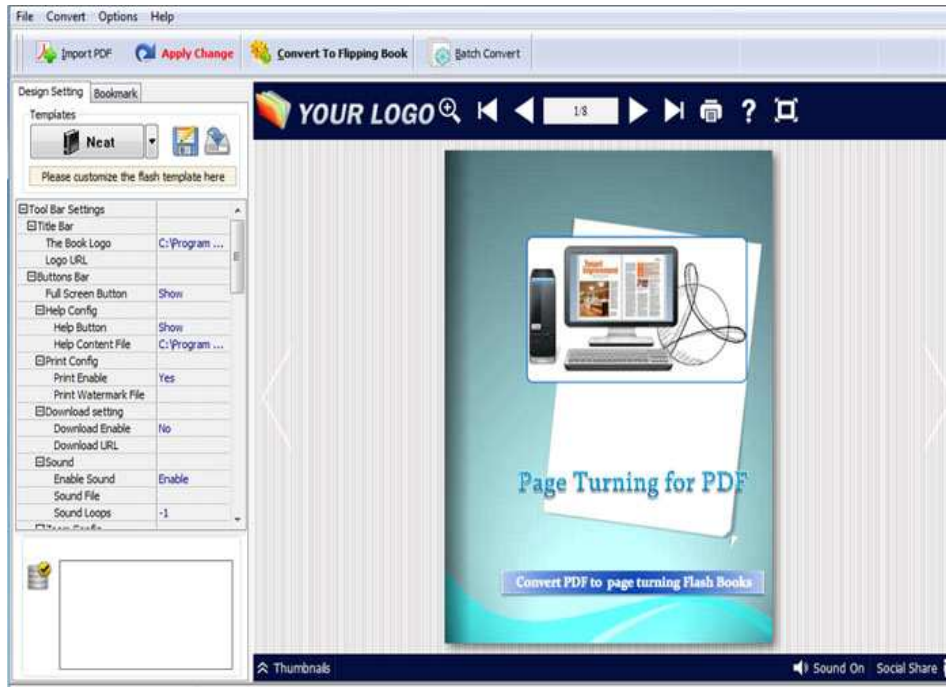 File Convert Options Help
Import PDF Apply Change Convert To Flipping Book Batch Convert
Design Setting Bookmark
Templates
Neat
Please customize the flash template here
Tool Bar Settings
Title Bar
The Book Logo C:\Program ...
Logo URL
Buttons Bar
Full Screen Button Show
Help Config
Help Button Show
Help Content File C:\Program ...
Print Config
Print Enable Yes
Print Watermark File
Download setting
Download Enable No
Download URL
Sound
Enable Sound Enable
Sound File
Sound Loops -1
YOUR LOGO 1/8 ?
Smart
Improvement
Page Turning for PDF
Convert PDF to page turning Flash Books
Thumbnails Sound On Social Share